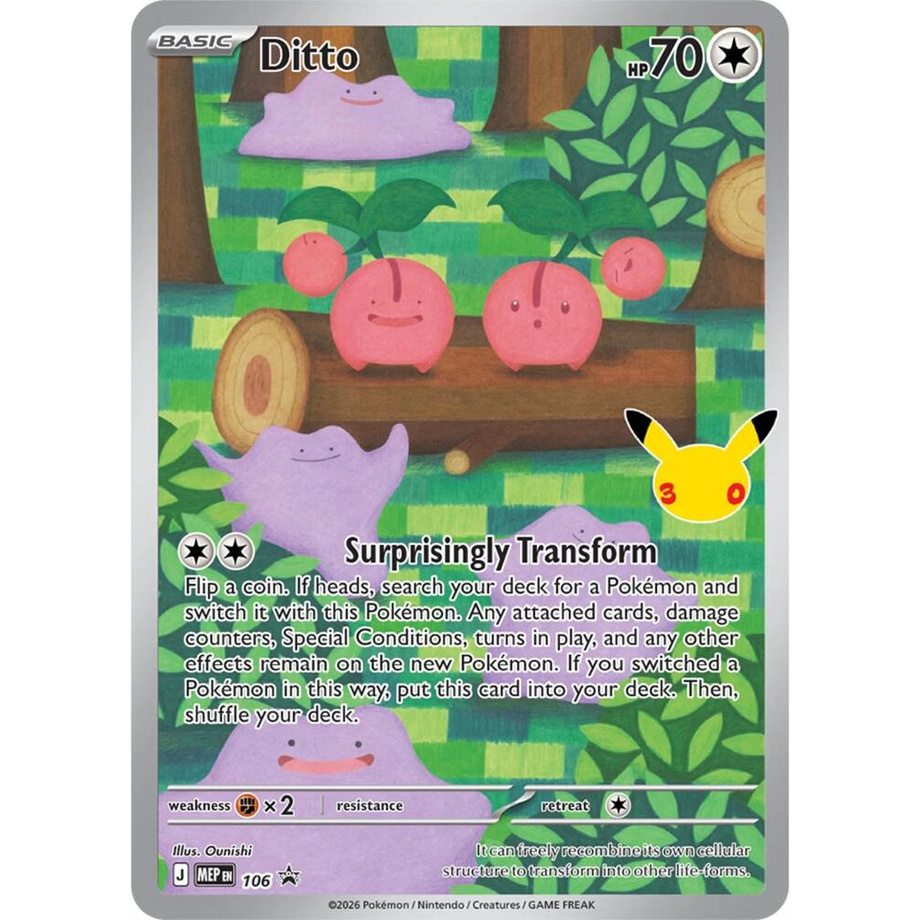 BASIC Ditto HP70
30
Surprisingly Transform
Flip a coin. If heads, search your deck for a Pokémon and
switch it with this Pokémon. Any attached cards, damage
counters, Special Conditions, turns in play, and any other
effects remain on the new Pokémon. If you switched a
Pokémon in this way, put this card into your deck. Then,
shuffle your deck.
weakness ×2 resistance retreat
Illus. Ounishi
It can freely recombine its own cellular
structure to transform into other life-forms.
J MEP EN 106
©2026 Pokémon / Nintendo / Creatures / GAME FREAK